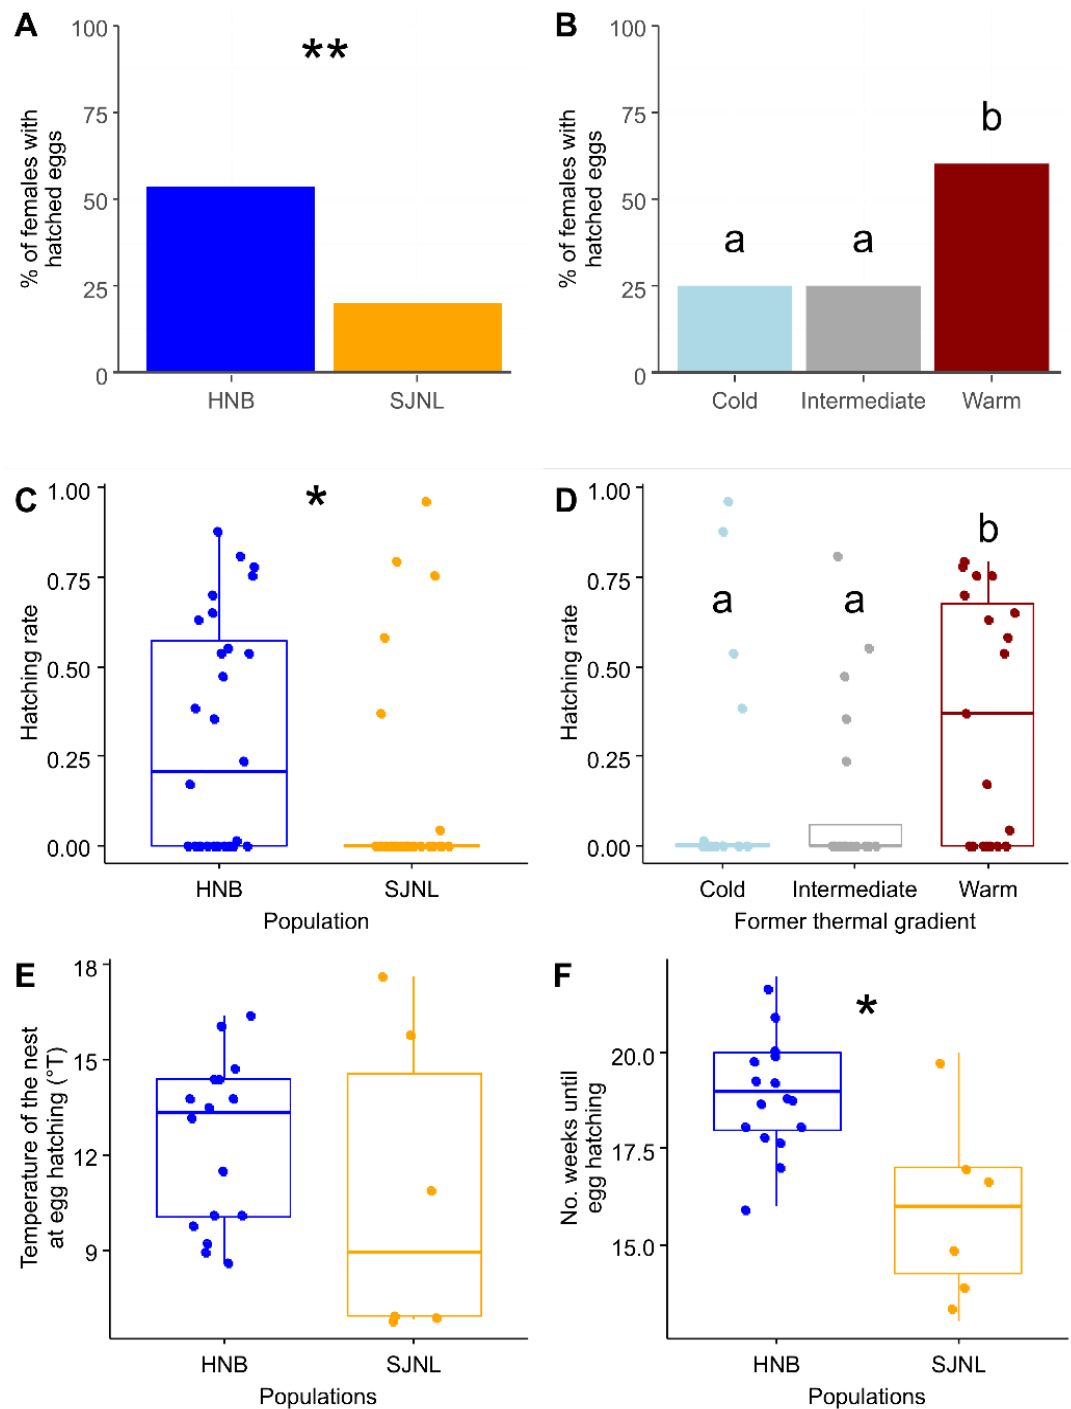 A
% of females with
hatched eggs
100
75
50
25
0
**
HNB
SJNL
B
% of females with
hatched eggs
100
75
50
25
0
a
a
b
Cold
Intermediate
Warm
C
Hatching rate
1.00
0.75
0.50
0.25
0.00
*
HNB
SJNL
Population
D
Hatching rate
1.00
0.75
0.50
0.25
0.00
a
a
b
Cold
Intermediate
Warm
Former thermal gradient
E
Temperature of the nest
at egg hatching (°T)
18
15
12
9
HNB
SJNL
Populations
F
No. weeks until
egg hatching
20.0
17.5
15.0
*
HNB
SJNL
Populations